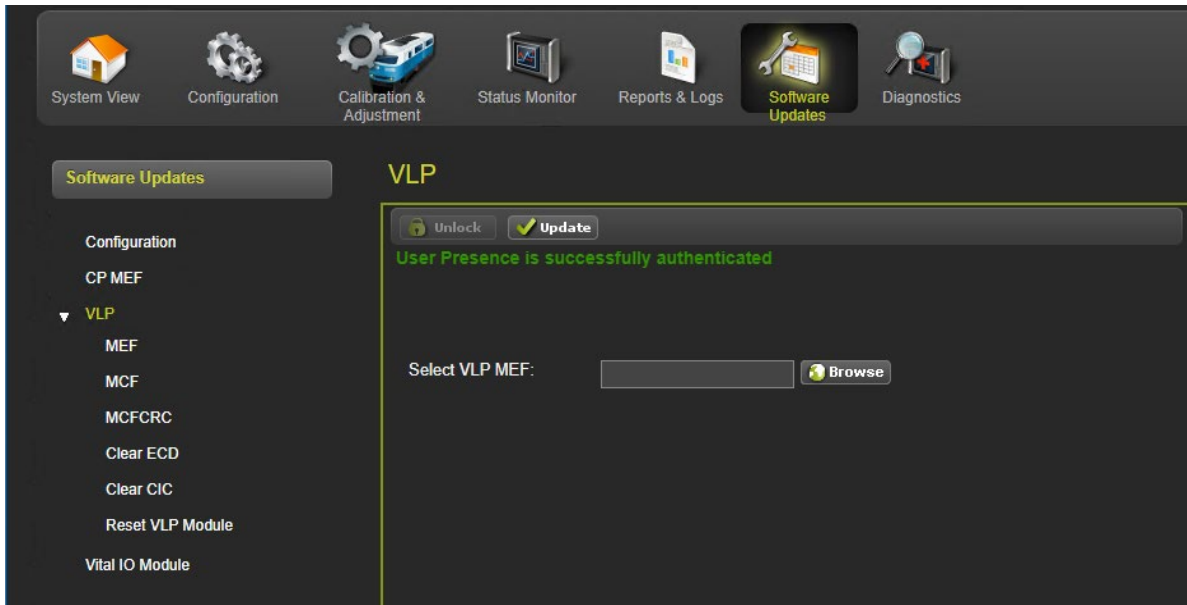 System View
Configuration
Calibration &
Adjustment
Status Monitor
Reports & Logs
Software
Updates
Diagnostics
Software Updates
VLP
Unlock
Update
User Presence is successfully authenticated
Configuration
CP MEF
VLP
MEF
MCF
MCFCRC
Clear ECD
Clear CIC
Reset VLP Module
Vital IO Module
Select VLP MEF:
Browse